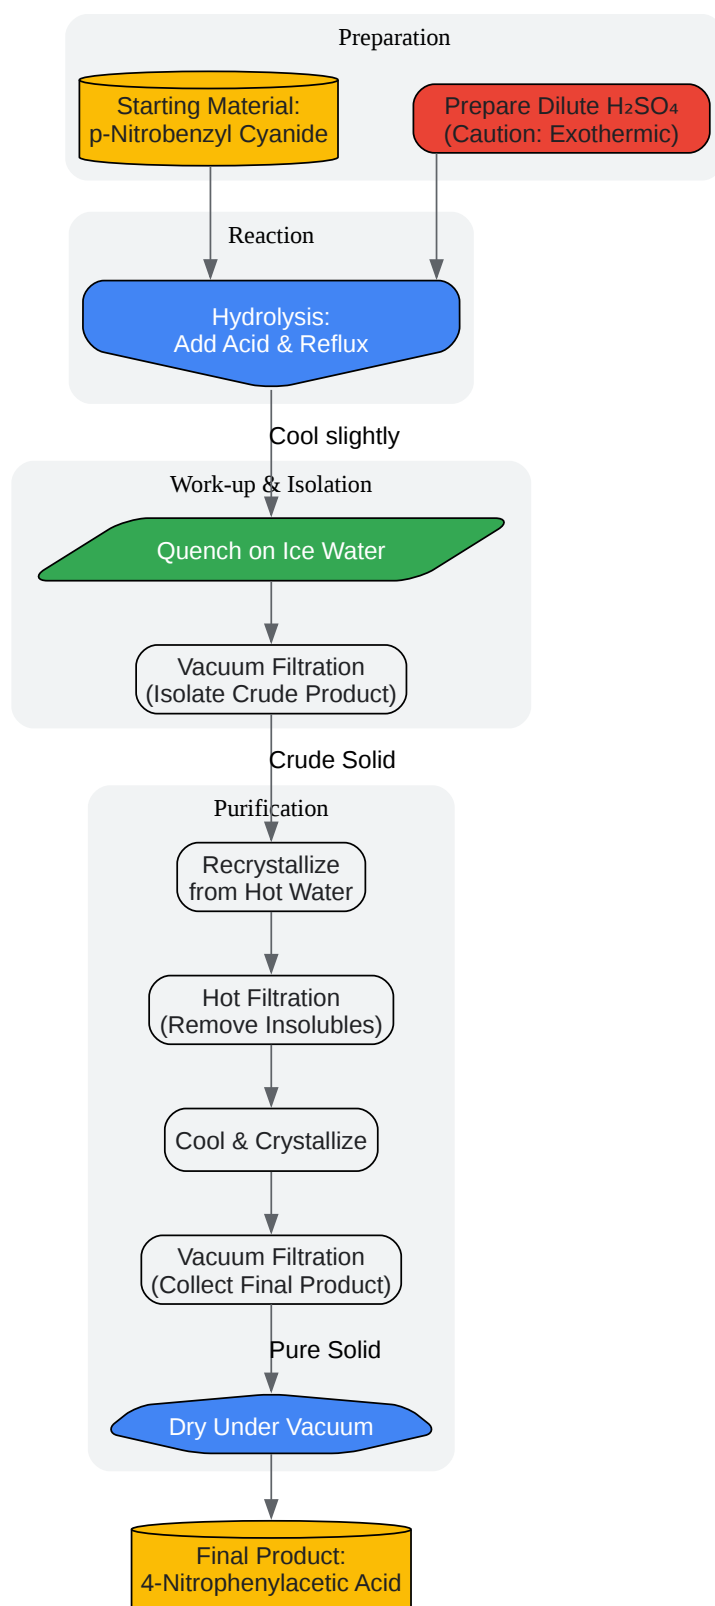 Preparation
Starting Material:
p-Nitrobenzyl Cyanide
Prepare Dilute H₂SO₄
(Caution: Exothermic)
Reaction
Hydrolysis:
Add Acid & Reflux
Cool slightly
Work-up & Isolation
Quench on Ice Water
Vacuum Filtration
(Isolate Crude Product)
Crude Solid
Purification
Recrystallize
from Hot Water
Hot Filtration
(Remove Insolubles)
Cool & Crystallize
Vacuum Filtration
(Collect Final Product)
Pure Solid
Dry Under Vacuum
Final Product:
4-Nitrophenylacetic Acid